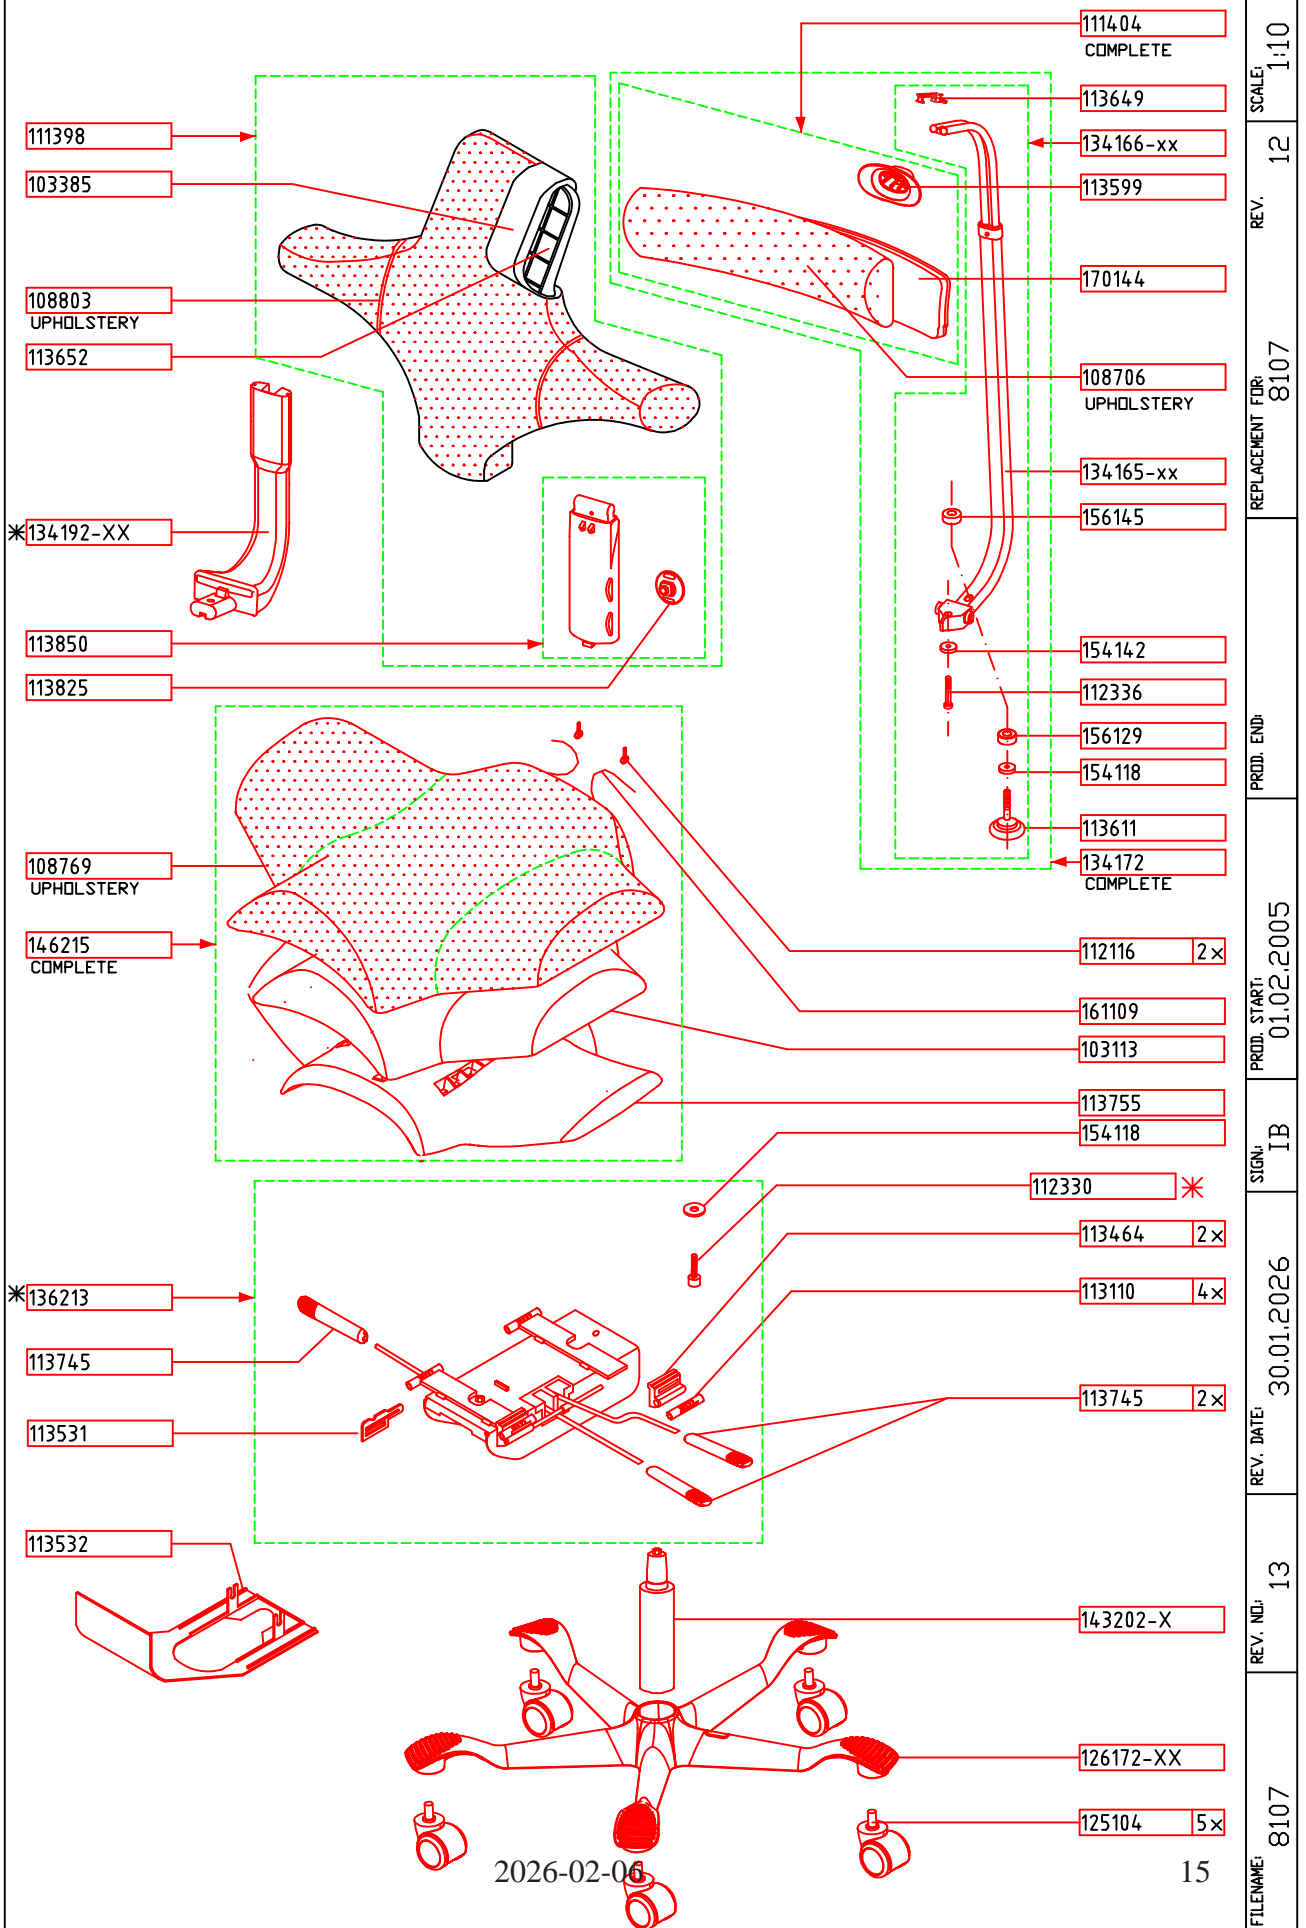 111404
COMPLETE
113649
134166-xx
113599
170144
108706
UPHOLSTERY
134165-xx
156145
154142
112336
156129
154118
113611
134172
COMPLETE
112116 2x
161109
103113
113755
154118
112330 *
113464 2x
113110 4x
113745 2x
143202-X
126172-XX
125104 5x
111398
103385
108803
UPHOLSTERY
113652
*134192-XX
113850
113825
108769
UPHOLSTERY
146215
COMPLETE
*136213
113745
113531
113532
2026-02-06
15
FILENAME: 8107
REV. NO.: 13
REV. DATE: 30.01.2026
SIGN: IB
PROD. START: 01.02.2005
PROD. END:
REPLACEMENT FOR: 8107
REV. 12
SCALE: 1:10